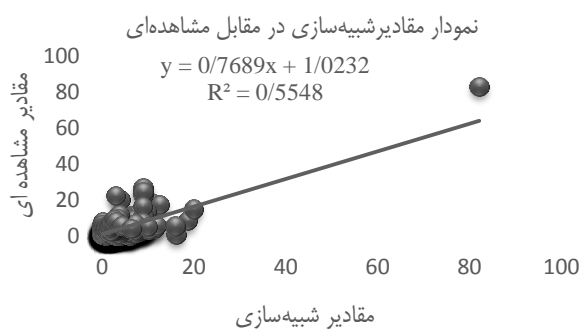 نمودار مقادیرشبیه‌سازی در مقابل مشاهده‌ای
y = 0/7689x + 1/0232
R² = 0/5548
مقادیر مشاهده ای
100
80
60
40
20
0
0 20 40 60 80 100
مقادیر شبیه‌سازی